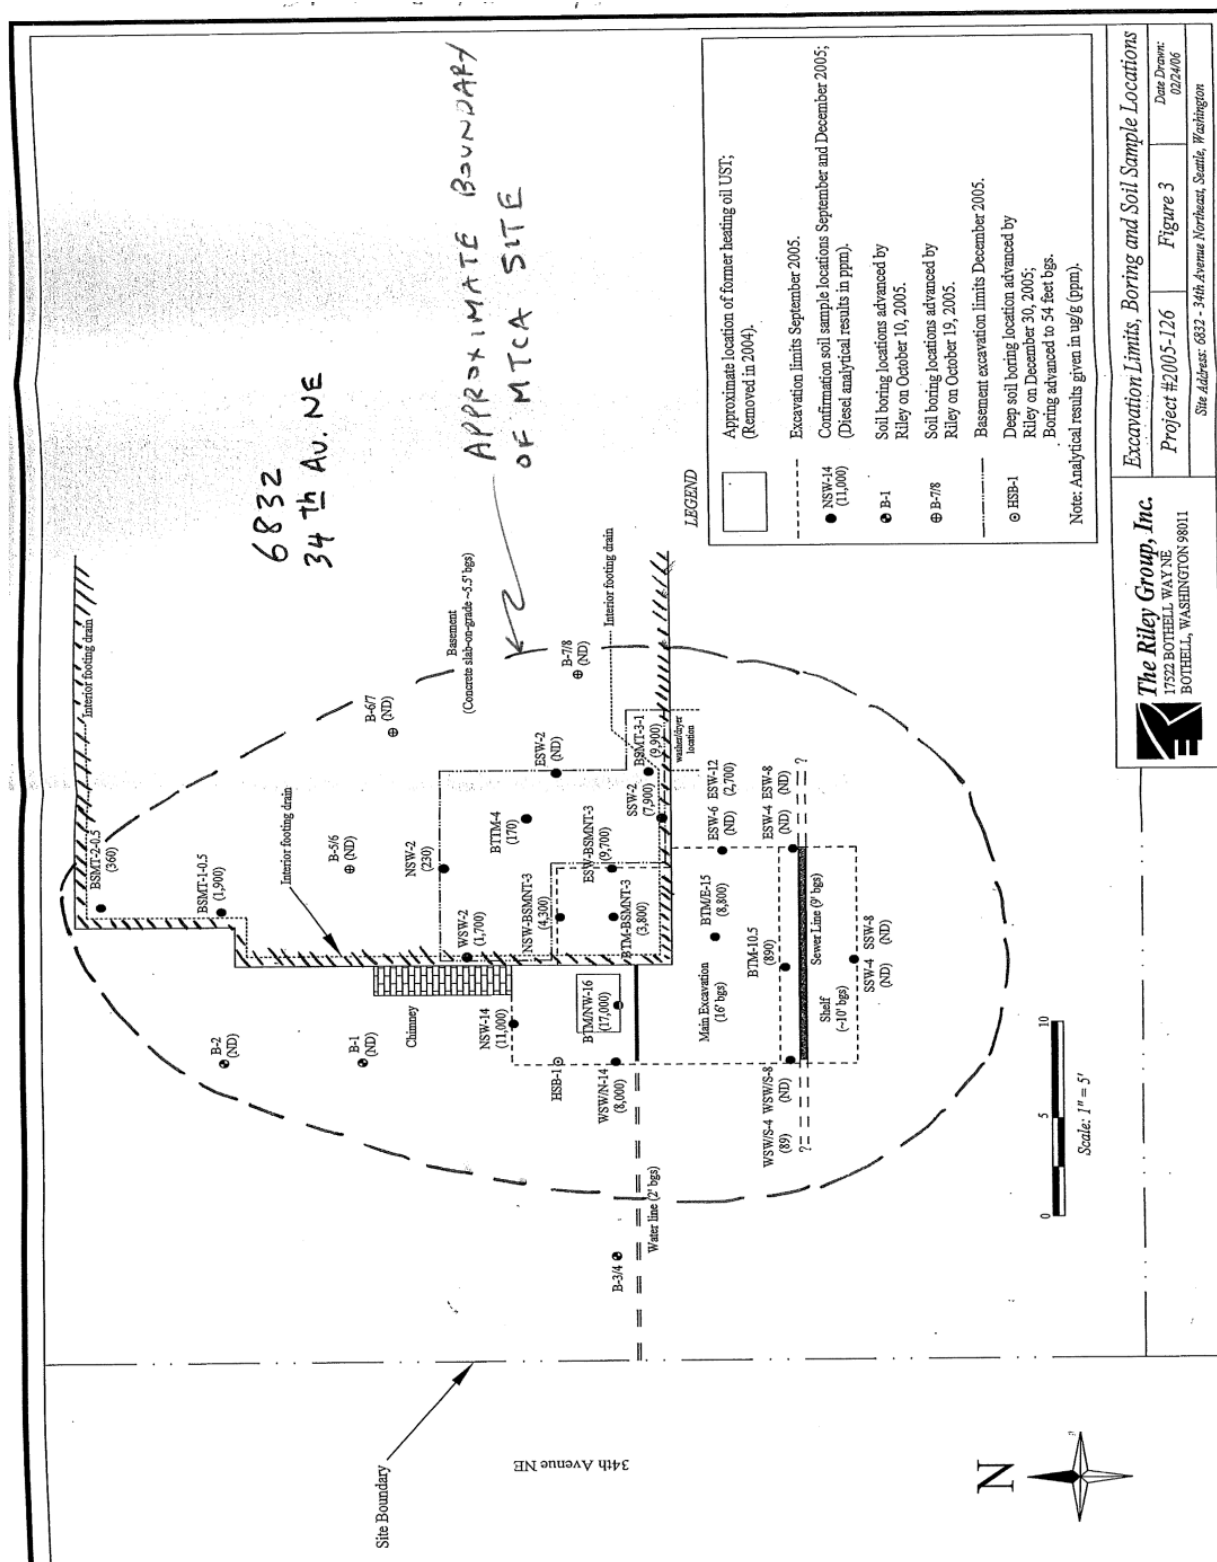 6832
34th Av. NE
APPROXIMATE BOUNDARY
OF MTCA SITE
BSMT-2-0.5
(360)
BSMT-1-0.5
(1,900)
Interior footing drain
B-6/7
(ND)
B-5/6
(ND)
Interior footing drain
Basement
(Concrete slab-on-grade ~5.5' bgs)
B-7/8
(ND)
Interior footing drain
B-2
(ND)
B-1
(ND)
Chimney
NSW-2
(230)
WSW-2
(1,700)
BTTM-4
(170)
ESW-2
(ND)
NSW-14
(11,000)
NSW-BSMNT-3
(4,300)
ESW-BSMNT-3
(9,700)
BTM-BSMNT-3
(3,800)
SSW-2
(7,900)
BSMT-3-1
(9,900)
washer/dryer
location
HSB-1
BTM/NW-16
(17,000)
WSW/N-14
(8,000)
B-3/4
Water line (2' bgs)
Main Excavation
(16' bgs)
BTM/E-15
(8,800)
ESW-6
(ND)
ESW-12
(2,700)
BTM-10.5
(890)
ESW-4
(ND)
ESW-8
(ND)
WSW/S-4
(89)
WSW/S-8
(ND)
?
Sewer Line (9' bgs)
?
Shelf
(~10' bgs)
SSW-4
(ND)
SSW-8
(ND)
Site Boundary
34th Avenue NE
N
0 5 10
Scale: 1" = 5'
LEGEND
Approximate location of former heating oil UST;
(Removed in 2004).
Excavation limits September 2005.
NSW-14
(11,000)
Confirmation soil sample locations September and December 2005;
(Diesel analytical results in ppm).
B-1
Soil boring locations advanced by
Riley on October 10, 2005.
B-7/8
Soil boring locations advanced by
Riley on October 19, 2005.
Basement excavation limits December 2005.
HSB-1
Deep soil boring location advanced by
Riley on December 30, 2005;
Boring advanced to 54 feet bgs.
Note: Analytical results given in ug/g (ppm).
The Riley Group, Inc.
17522 BOTHELL WAY NE
BOTHELL, WASHINGTON 98011
Excavation Limits, Boring and Soil Sample Locations
Project #2005-126
Figure 3
Date Drawn:
02/24/06
Site Address: 6832 - 34th Avenue Northeast, Seattle, Washington